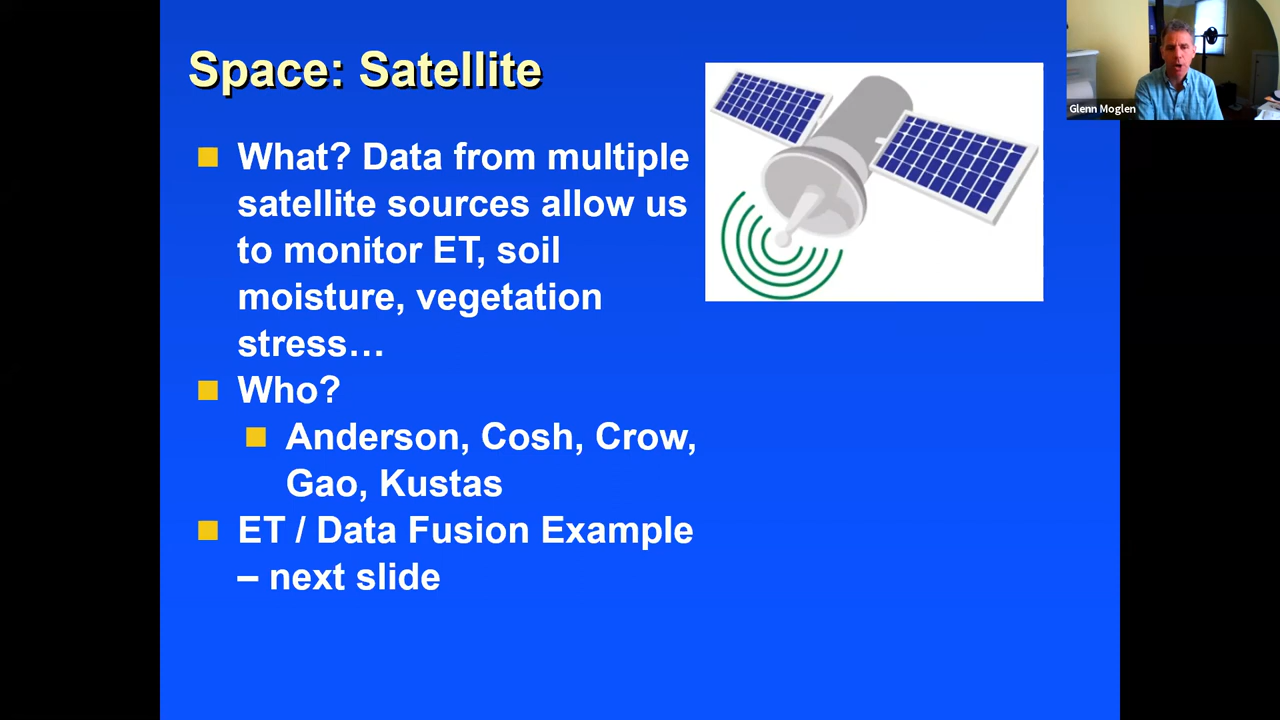 Space: Satellite
What? Data from multiple
satellite sources allow us
to monitor ET, soil
moisture, vegetation
stress…
Who?
Anderson, Cosh, Crow,
Gao, Kustas
ET / Data Fusion Example
– next slide
Glenn Moglen